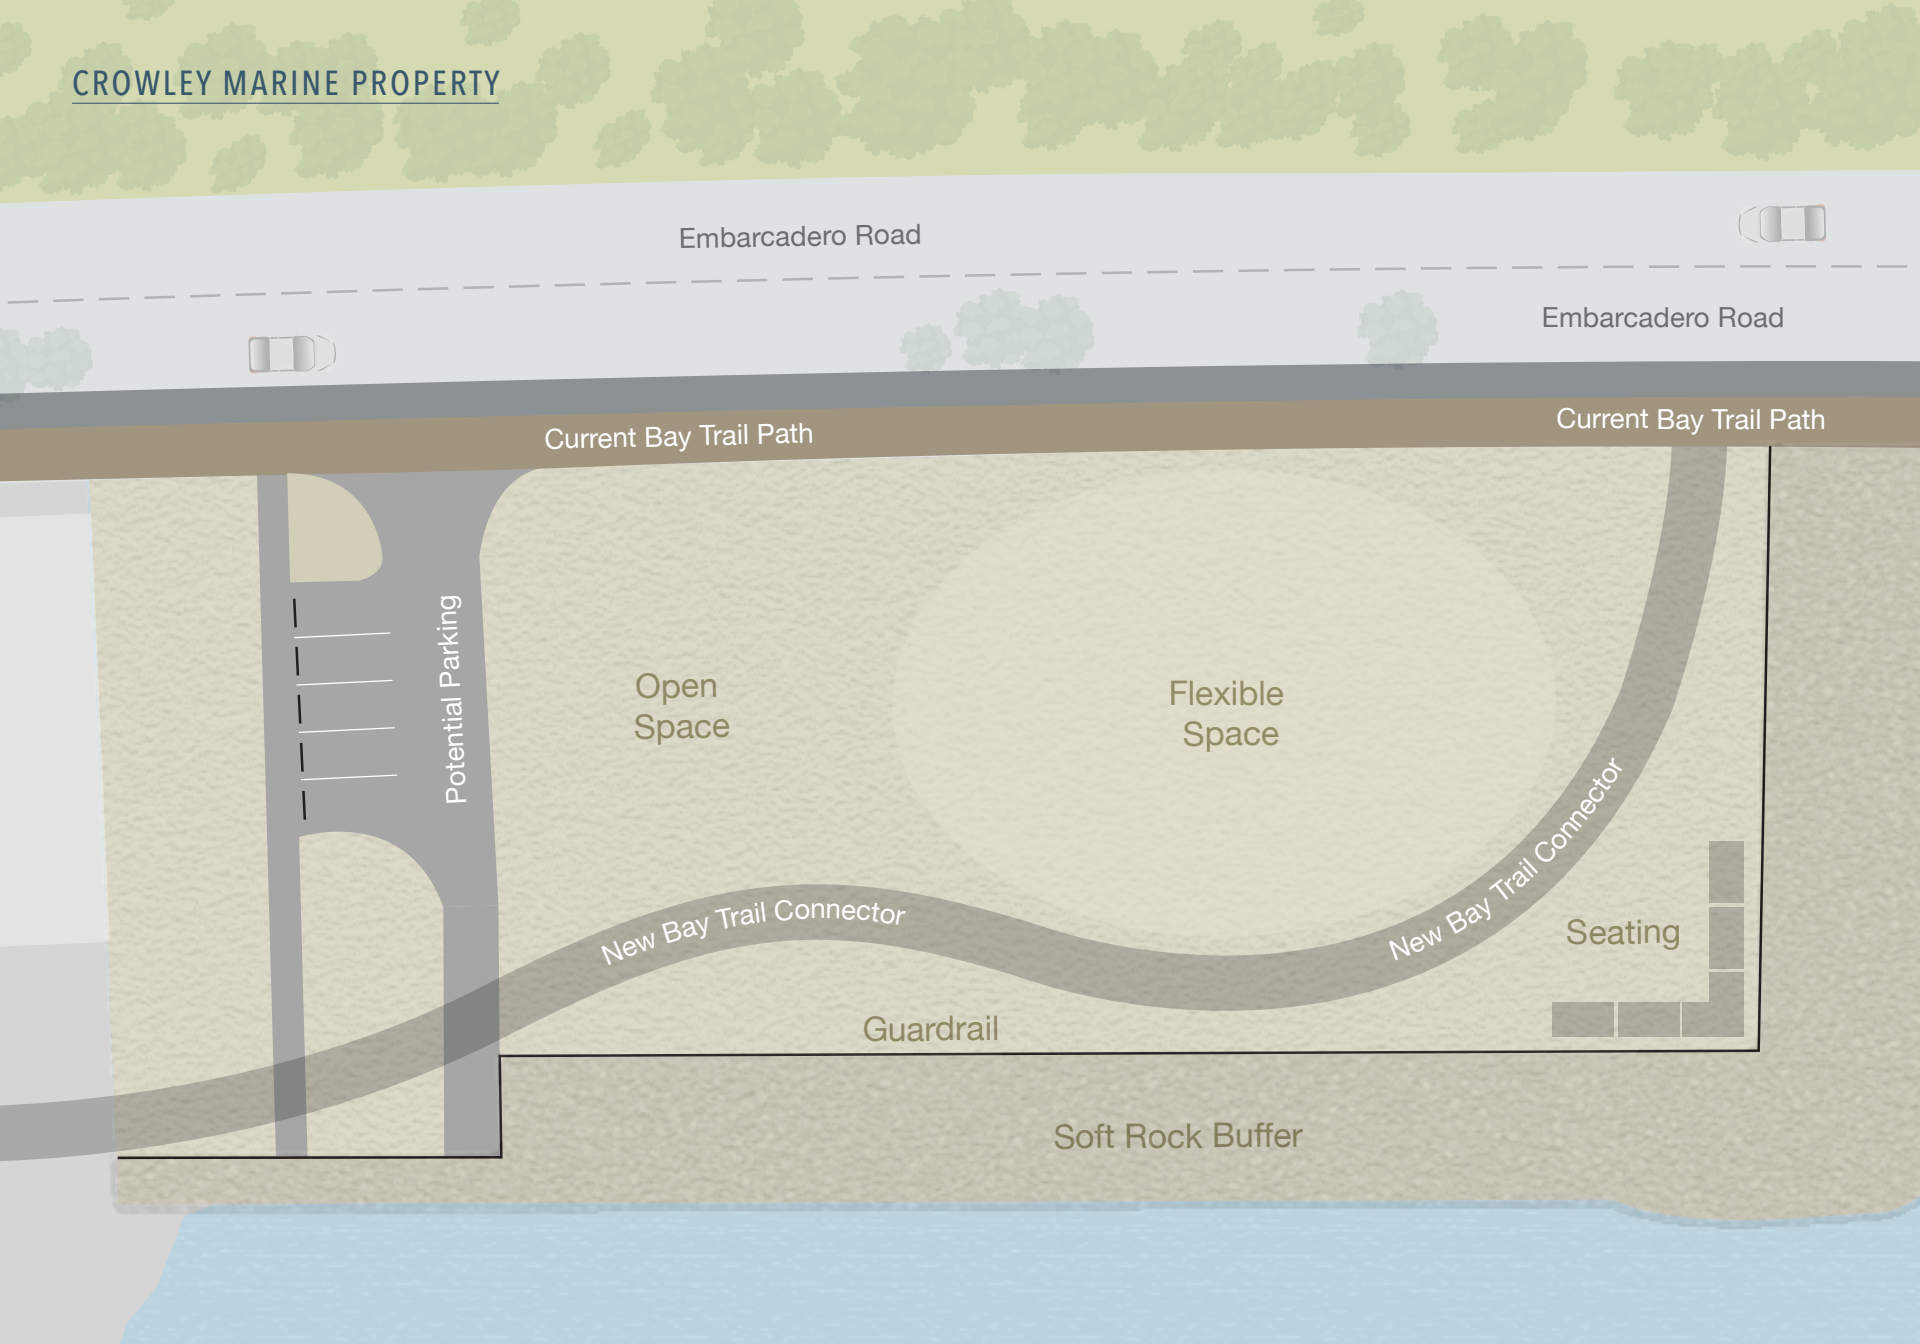 CROWLEY MARINE PROPERTY
Embarcadero Road
Embarcadero Road
Current Bay Trail Path
Current Bay Trail Path
Potential Parking
Open
Space
Flexible
Space
New Bay Trail Connector
New Bay Trail Connector
Seating
Guardrail
Soft Rock Buffer